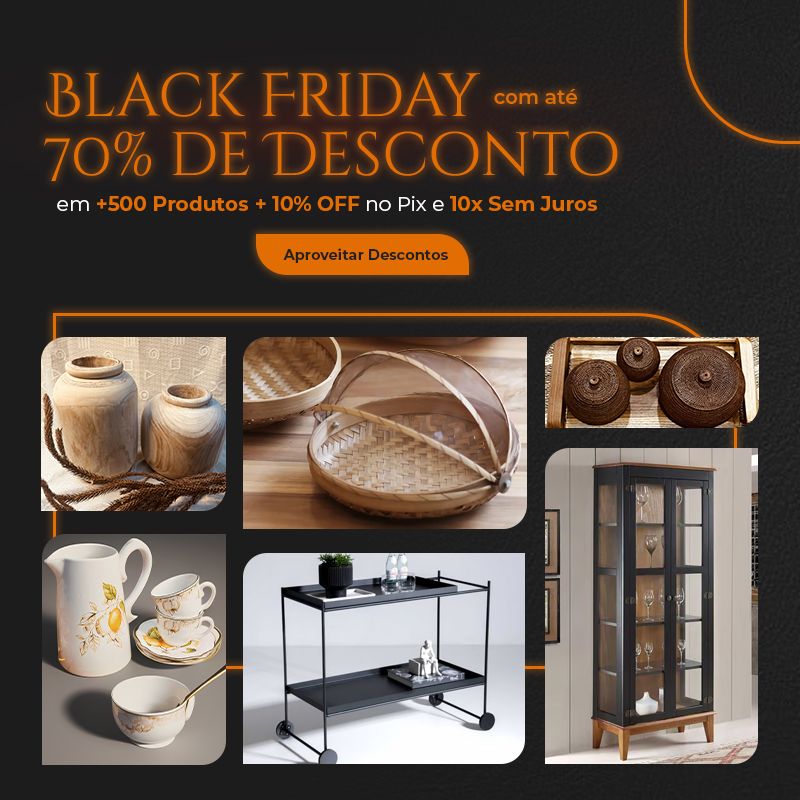 Black Friday com até
70% de Desconto
em +500 Produtos + 10% OFF no Pix e 10x Sem Juros
Aproveitar Descontos